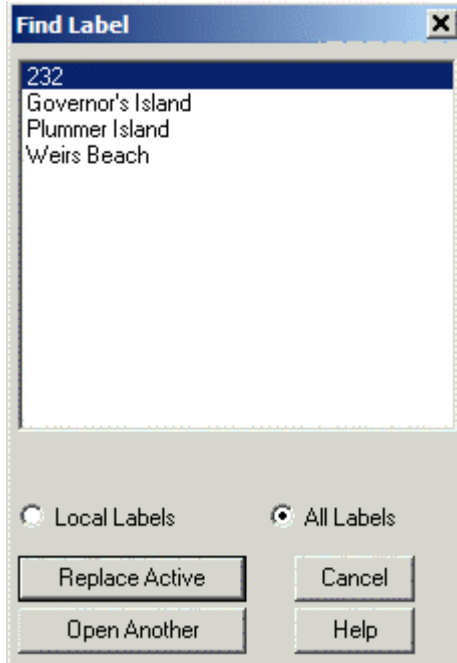 Find Label
232
Governor's Island
Plummer Island
Weirs Beach
Local Labels All Labels
Replace Active Cancel
Open Another Help